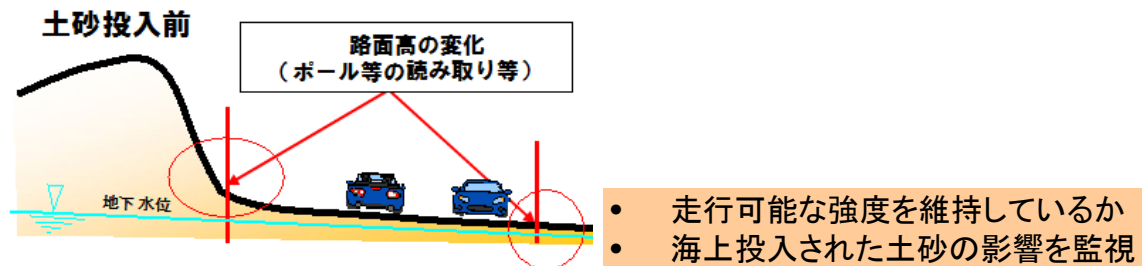 土砂投入前
路面高の変化
（ポール等の読み取り等）
地下水位
• 走行可能な強度を維持しているか
• 海上投入された土砂の影響を監視